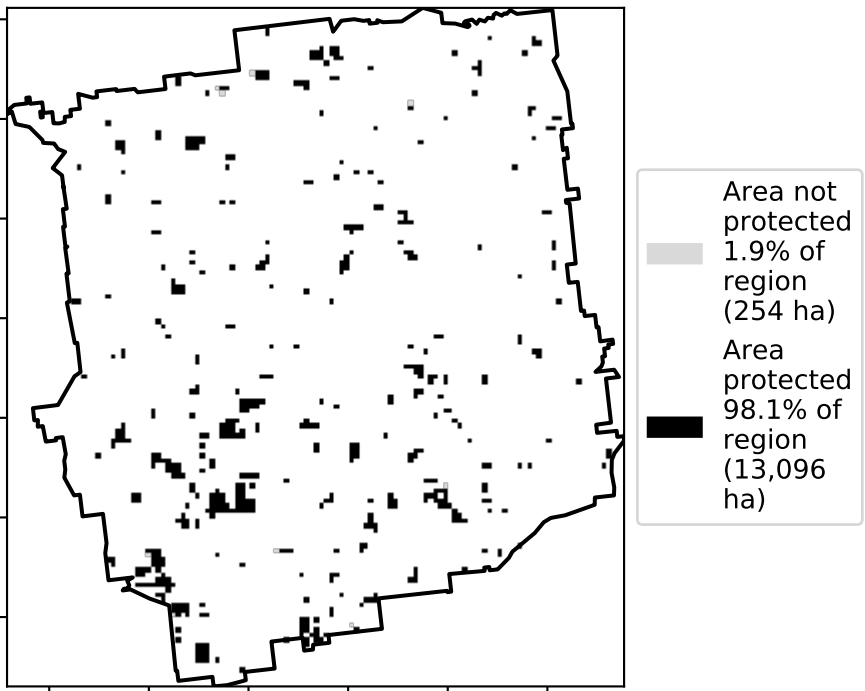 Area not
protected
1.9% of
region
(254 ha)
Area
protected
98.1% of
region
(13,096
ha)